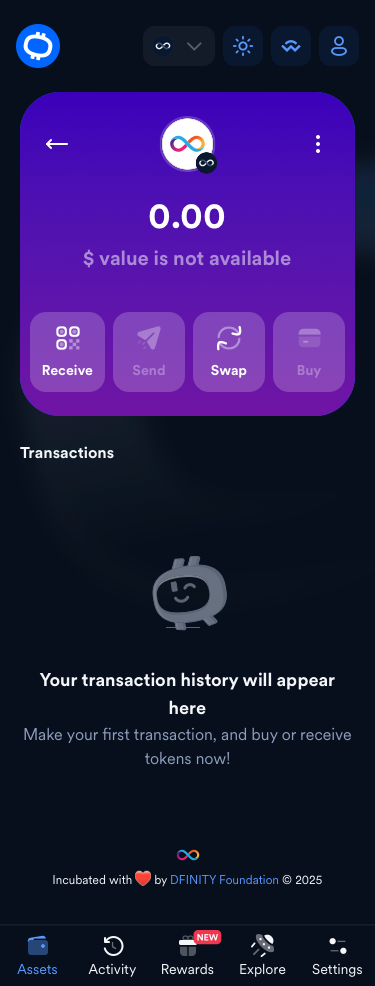 0.00
$ value is not available
Receive
Send
Swap
Buy
Transactions
Your transaction history will appear
here
Make your first transaction, and buy or receive
tokens now!
Incubated with ❤️ by DFINITY Foundation © 2025
NEW
Assets
Activity
Rewards
Explore
Settings